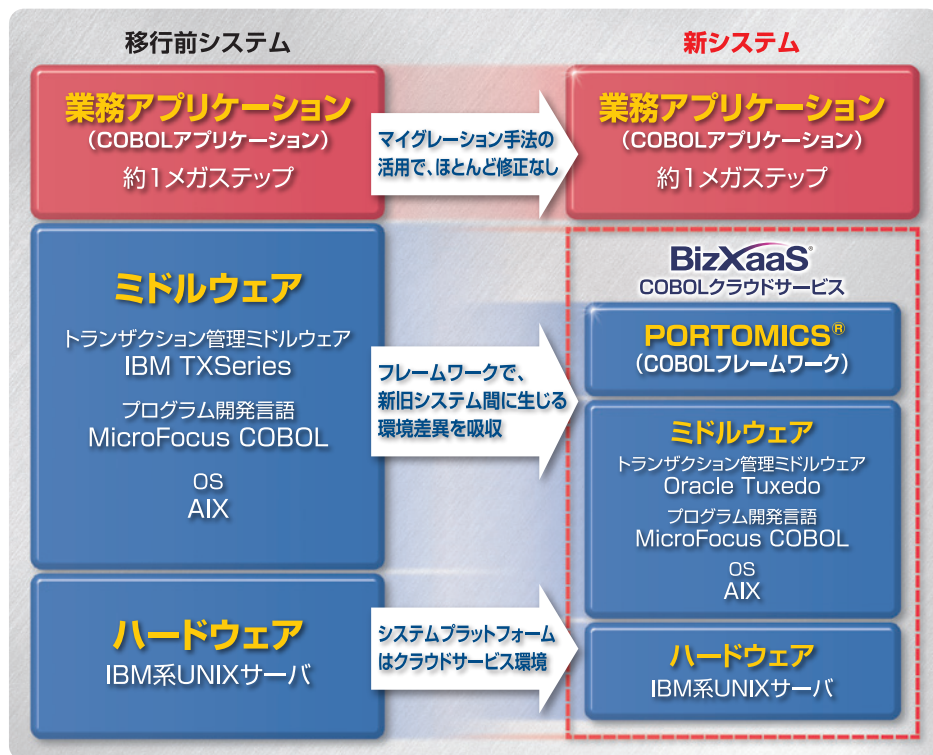 移行前システム
新システム
業務アプリケーション
（COBOLアプリケーション）
約1メガステップ
マイグレーション手法の
活用で、ほとんど修正なし
業務アプリケーション
（COBOLアプリケーション）
約1メガステップ
ミドルウェア
トランザクション管理ミドルウェア
IBM TXSeries
プログラム開発言語
MicroFocus COBOL
OS
AIX
フレームワークで、
新旧システム間に生じる
環境差異を吸収
BizXaaS®
COBOLクラウドサービス
PORTOMICS®
（COBOLフレームワーク）
ミドルウェア
トランザクション管理ミドルウェア
Oracle Tuxedo
プログラム開発言語
MicroFocus COBOL
OS
AIX
ハードウェア
IBM系UNIXサーバ
システムプラットフォーム
はクラウドサービス環境
ハードウェア
IBM系UNIXサーバ